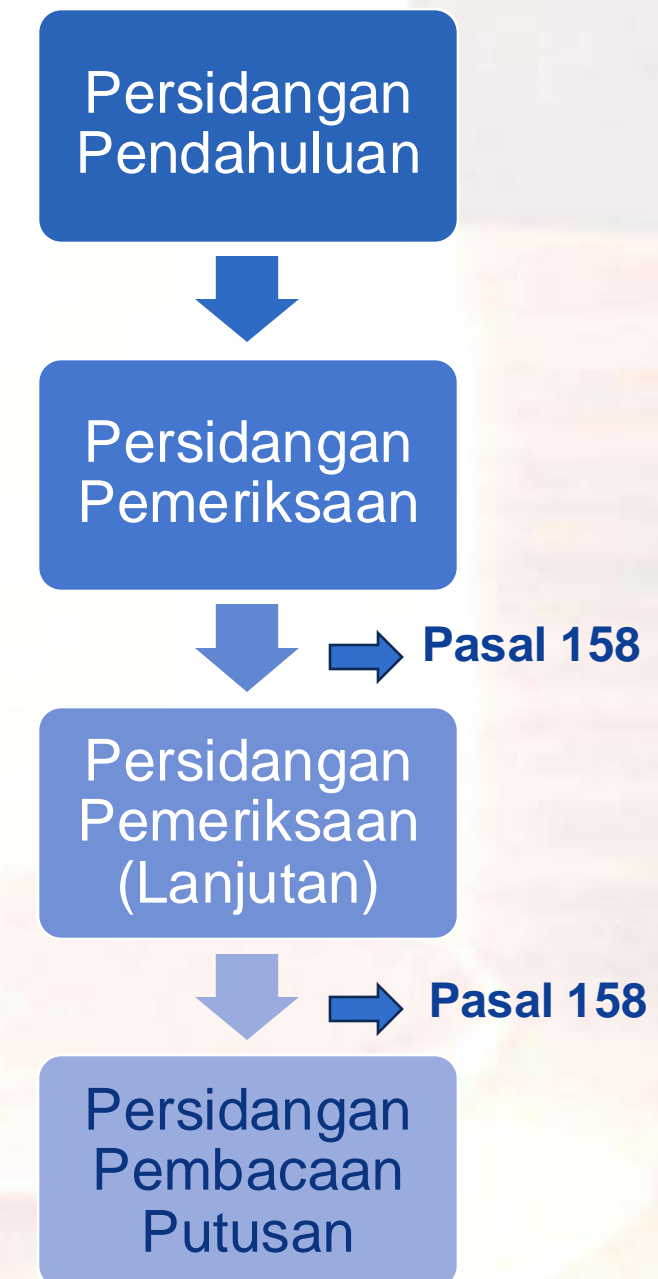 Persidangan
Pendahuluan
Persidangan
Pemeriksaan
Pasal 158
Persidangan
Pemeriksaan
(Lanjutan)
Pasal 158
Persidangan
Pembacaan
Putusan